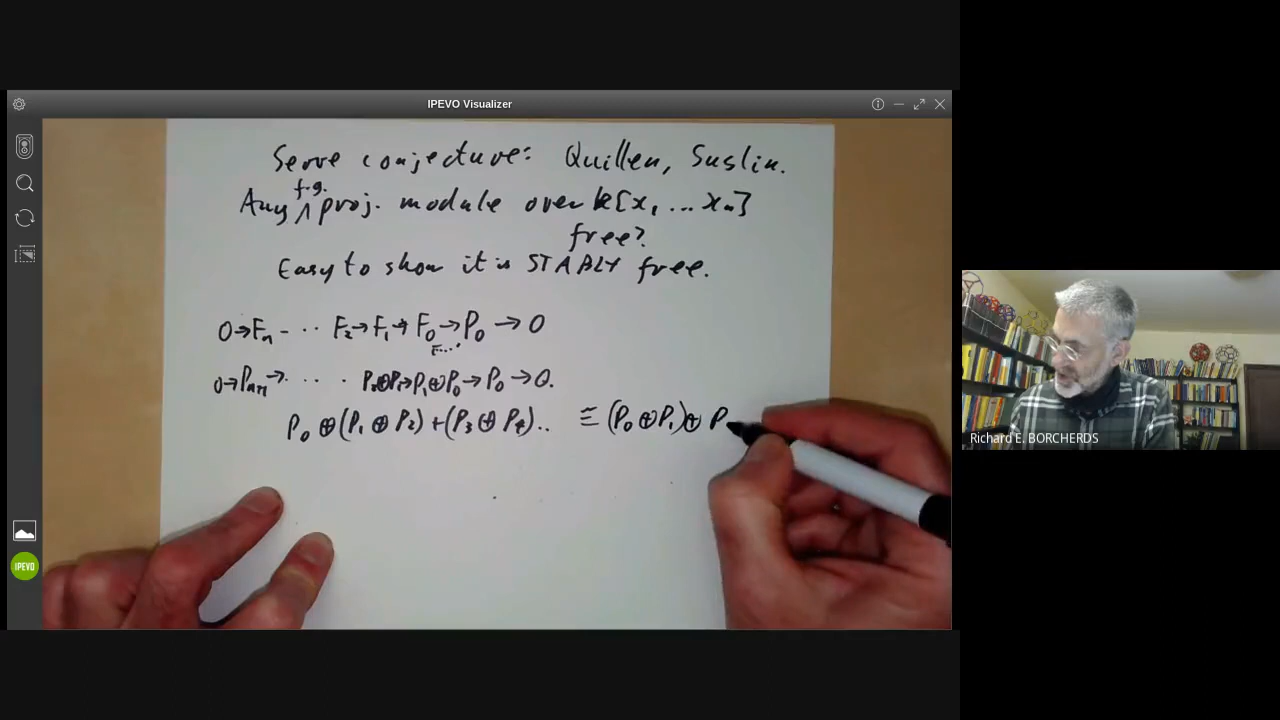 IPEVO Visualizer
Serre conjecture: Quillen, Suslin.
f.g.
Any ∧ proj. module over k[x, ... xₙ]
free?
Easy to show it is STABLY free.
0→Fₙ - ·· F₂→F₁→F₀→P₀→0
0→Pₙ₊₁→· · · · P₂⊕P₁→P₁⊕P₀→P₀→0.
P₀ ⊕(P₁ ⊕ P₂) +(P₃ ⊕ P₄)... ≅ (P₀ ⊕P₁)⊕ P
Richard E. BORCHERDS
IPEVO